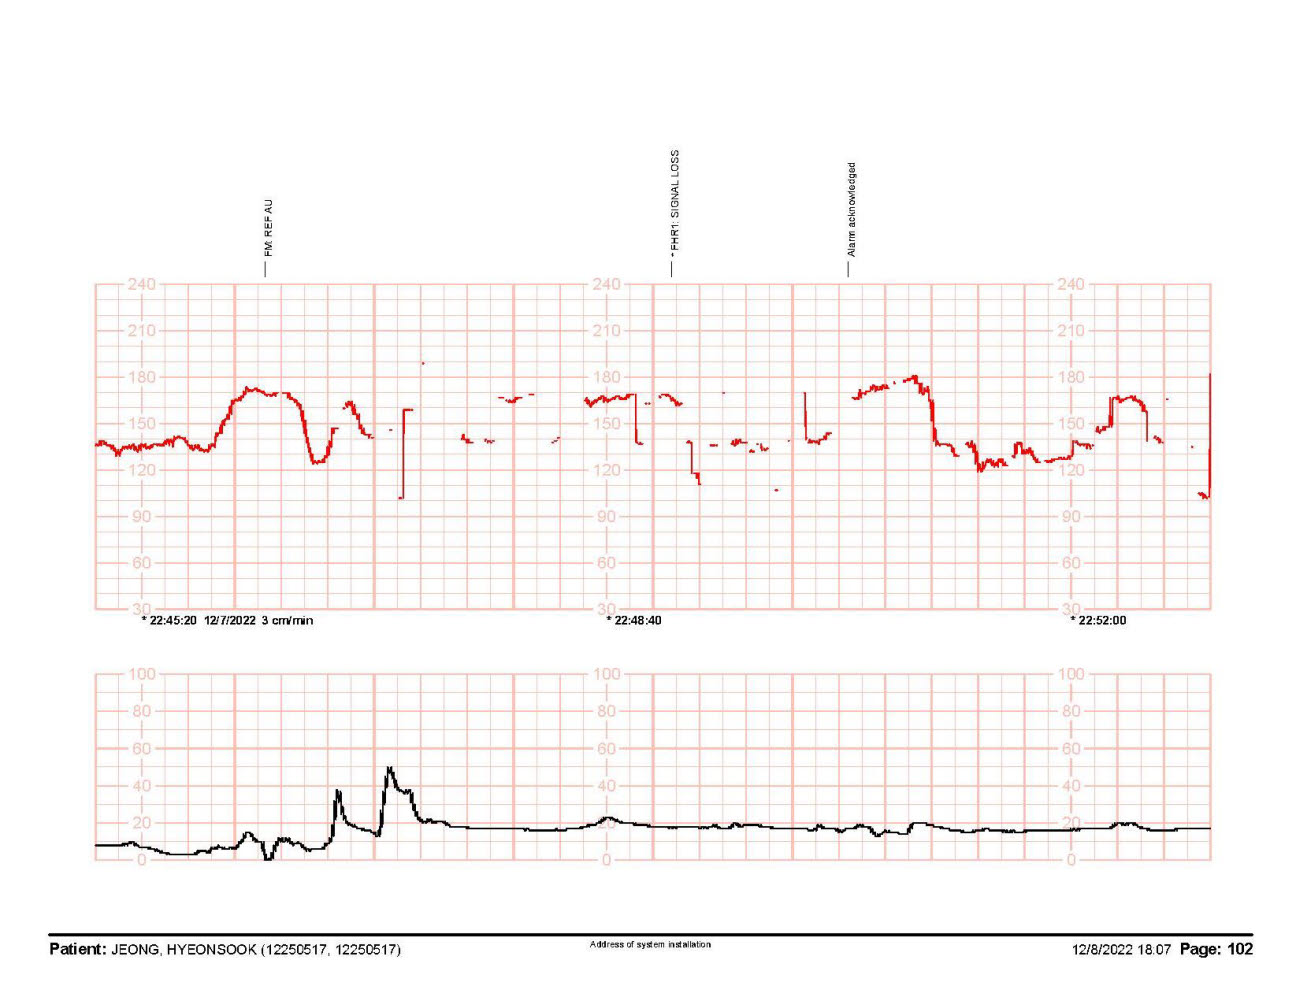 FM: REF AU
* FHR1: SIGNAL LOSS
Alarm acknowledged
240 240 240
210 210 210
180 180 180
150 150 150
120 120 120
90 90 90
60 60 60
30 30 30
* 22:45:20 12/7/2022 3 cm/min * 22:48:40 * 22:52:00
100 100 100
80 80 80
60 60 60
40 40 40
20 20 20
0 0 0
Patient: JEONG, HYEONSOOK (12250517, 12250517) Address of system installation 12/8/2022 18:07 Page: 102